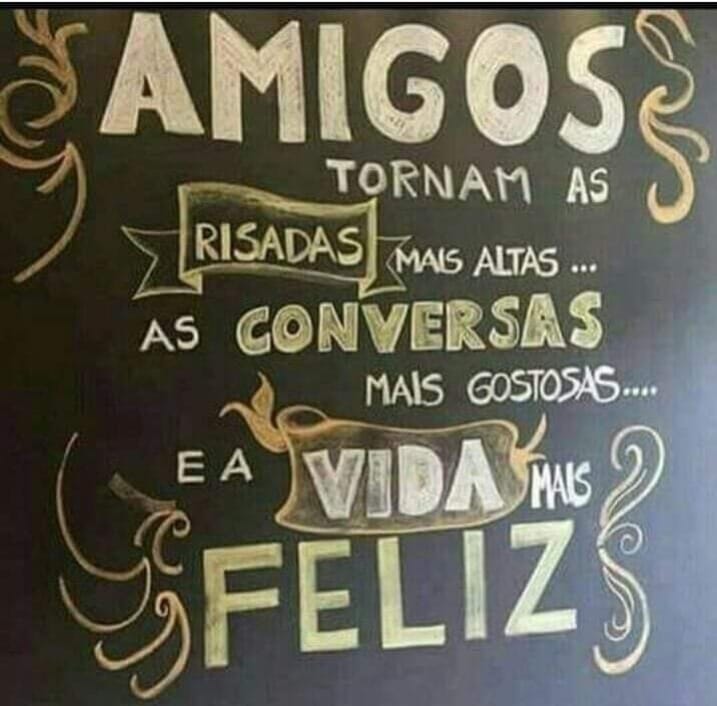 AMIGOS
TORNAM AS
RISADAS MAIS ALTAS ...
AS CONVERSAS
MAIS GOSTOSAS....
E A VIDA MAIS
FELIZ